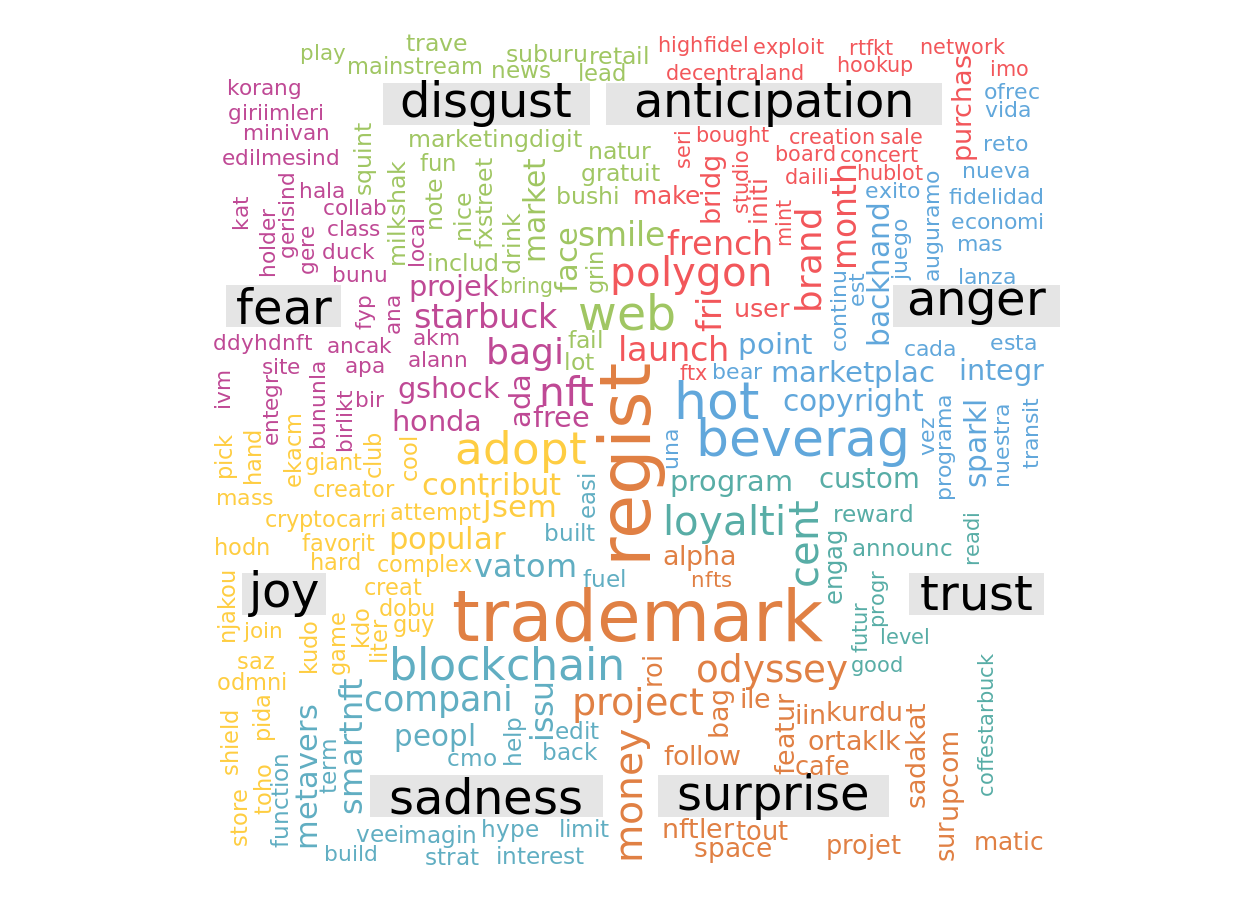 play
trave
suburu
retail
mainstream
news
lead
highfidel
exploit
rtfkt
network
decentraland
hookup
imo
purchas
korang
giriimleri
minivan
edilmesind
disgust
anticipation
ofrec
vida
reto
nueva
fidelidad
economi
mas
lanza
squint
marketingdigit
fun
natur
gratuit
bushi
make
seri
bought
creation
sale
board
concert
daili
hublot
exito
kat
holder
gerisind
hala
gere
collab
class
duck
bunu
milkshak
local
note
nice
fxstreet
drink
market
includ
bring
face
smile
grin
bridg
studio
initi
mint
french
polygon
brand
month
backhand
juego
auguramo
continu
est
fear
fyp
ana
projek
starbuck
web
fri
user
anger
ddyhdnft
ancak
akm
alann
bagi
fail
lot
launch
point
cada
esta
site
apa
ivm
entegr
bununla
birlikt
bir
gshock
ada
nft
free
honda
ftx
bear
marketplac
integr
hot
copyright
regist
adopt
beverag
una
vez
programa
sparkl
nuestra
transit
pick
hand
ekacm
giant
club
cool
mass
creator
contribut
easi
program
custom
cryptocarri
attempt
jsem
loyalti
cent
reward
readi
hodn
favorit
popular
built
hard
complex
vatom
fuel
alpha
nfts
engag
announc
joy
creat
dobu
guy
trademark
trust
futur
progr
level
njakou
join
kudo
game
kdo
liter
saz
odmni
blockchain
roi
odyssey
good
shield
pida
smartnft
compani
issu
project
bag
ile
featur
iin
kurdu
coffestarbuck
metavers
term
peopl
help
edit
cmo
back
money
follow
ortaklk
cafe
sadakat
upcom
store
toho
function
sadness
surprise
vee
imagin
hype
limit
nftler
tout
sur
build
strat
interest
space
projet
matic